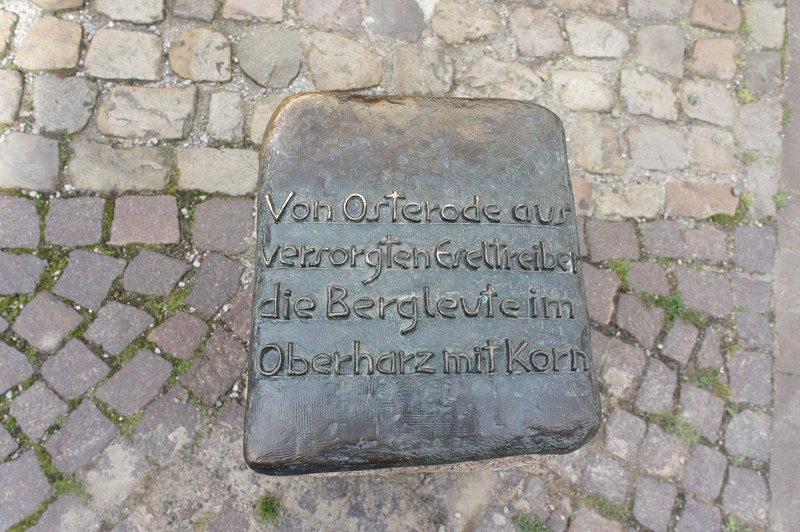 Von Osterode aus
versorgten Eseltreiber
die Bergleute im
Oberharz mit Korn